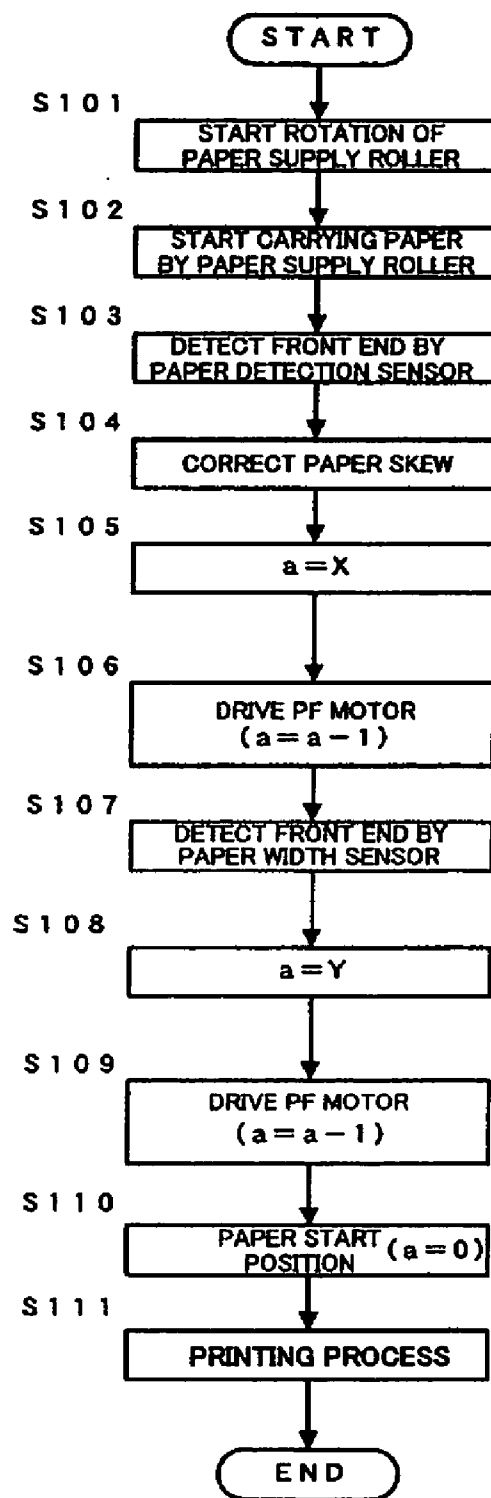 START
S101
START ROTATION OF
PAPER SUPPLY ROLLER
S102
START CARRYING PAPER
BY PAPER SUPPLY ROLLER
S103
DETECT FRONT END BY
PAPER DETECTION SENSOR
S104
CORRECT PAPER SKEW
S105
a=X
S106
DRIVE PF MOTOR
(a=a-1)
S107
DETECT FRONT END BY
PAPER WIDTH SENSOR
S108
a=Y
S109
DRIVE PF MOTOR
(a=a-1)
S110
PAPER START
POSITION (a=0)
S111
PRINTING PROCESS
END